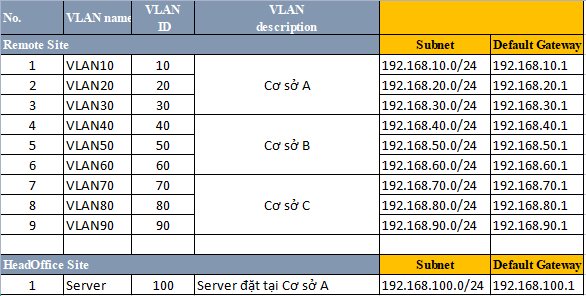 No. VLAN name VLAN ID VLAN description
Remote Site Subnet Default Gateway
1 VLAN10 10 192.168.10.0/24 192.168.10.1
2 VLAN20 20 Cơ sở A 192.168.20.0/24 192.168.20.1
3 VLAN30 30 192.168.30.0/24 192.168.30.1
4 VLAN40 40 192.168.40.0/24 192.168.40.1
5 VLAN50 50 Cơ sở B 192.168.50.0/24 192.168.50.1
6 VLAN60 60 192.168.60.0/24 192.168.60.1
7 VLAN70 70 192.168.70.0/24 192.168.70.1
8 VLAN80 80 Cơ sở C 192.168.80.0/24 192.168.80.1
9 VLAN90 90 192.168.90.0/24 192.168.90.1
HeadOffice Site Subnet Default Gateway
1 Server 100 Server đặt tại Cơ sở A 192.168.100.0/24 192.168.100.1